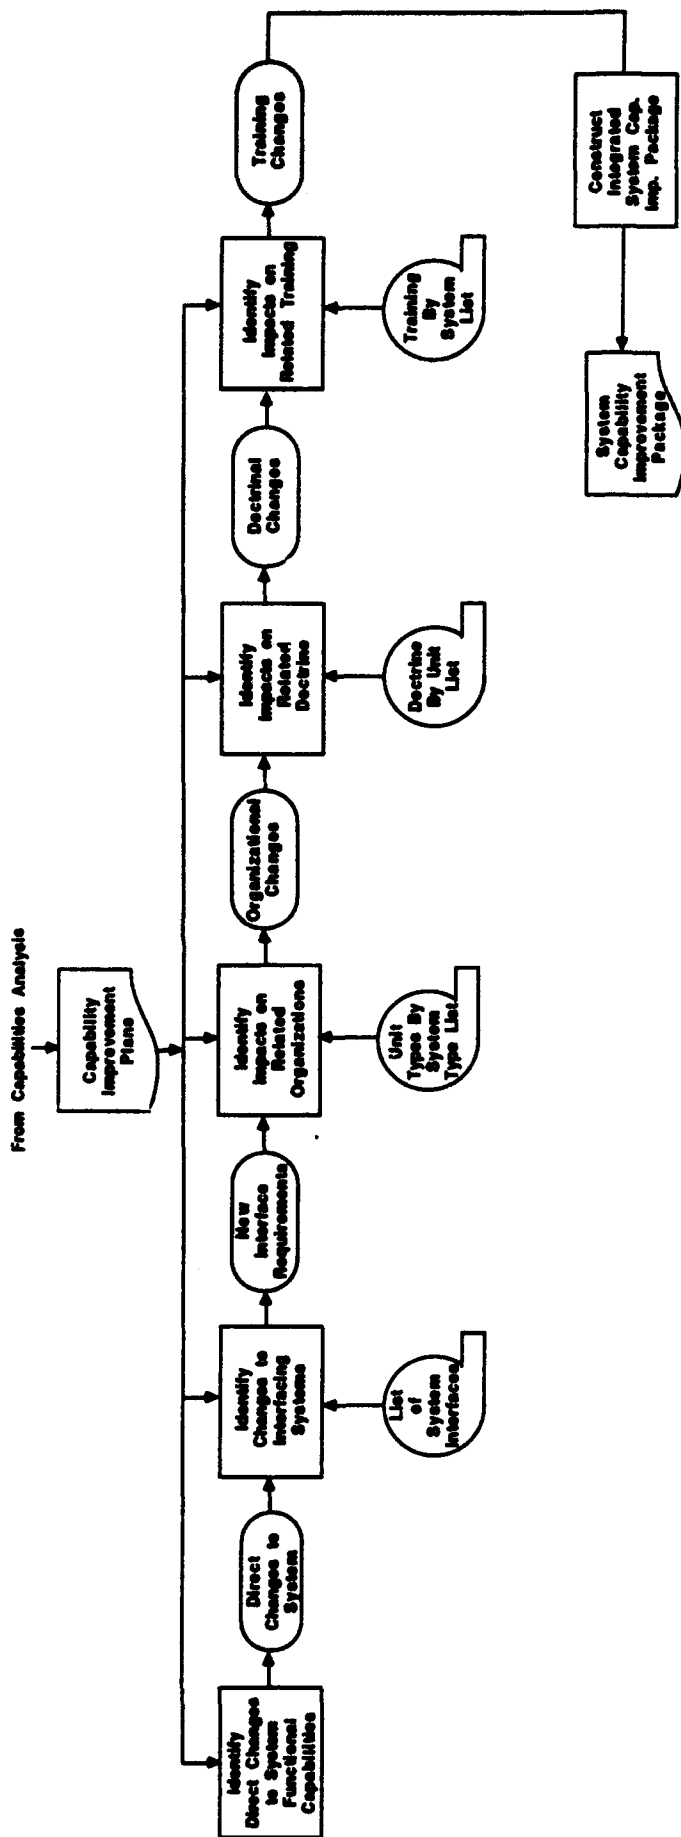 From Capabilities Analysis
Capability
Improvement
Plans
Identify
Direct Changes
to System
Functional
Capabilities
Direct
Changes to
System
Identify
Changes to
Interfacing
Systems
New
Interface
Requirements
Identify
Impacts on
Related
Organizations
Organizational
Changes
Identify
Impacts on
Related
Doctrine
Doctrinal
Changes
Identify
Impacts on
Related Training
Training
Changes
List
of
System
Interfaces
Unit
Types By
System
Type List
Doctrine
By Unit
List
Training
By
System
List
Construct
Integrated
System Cap.
Imp. Package
System
Capability
Improvement
Package